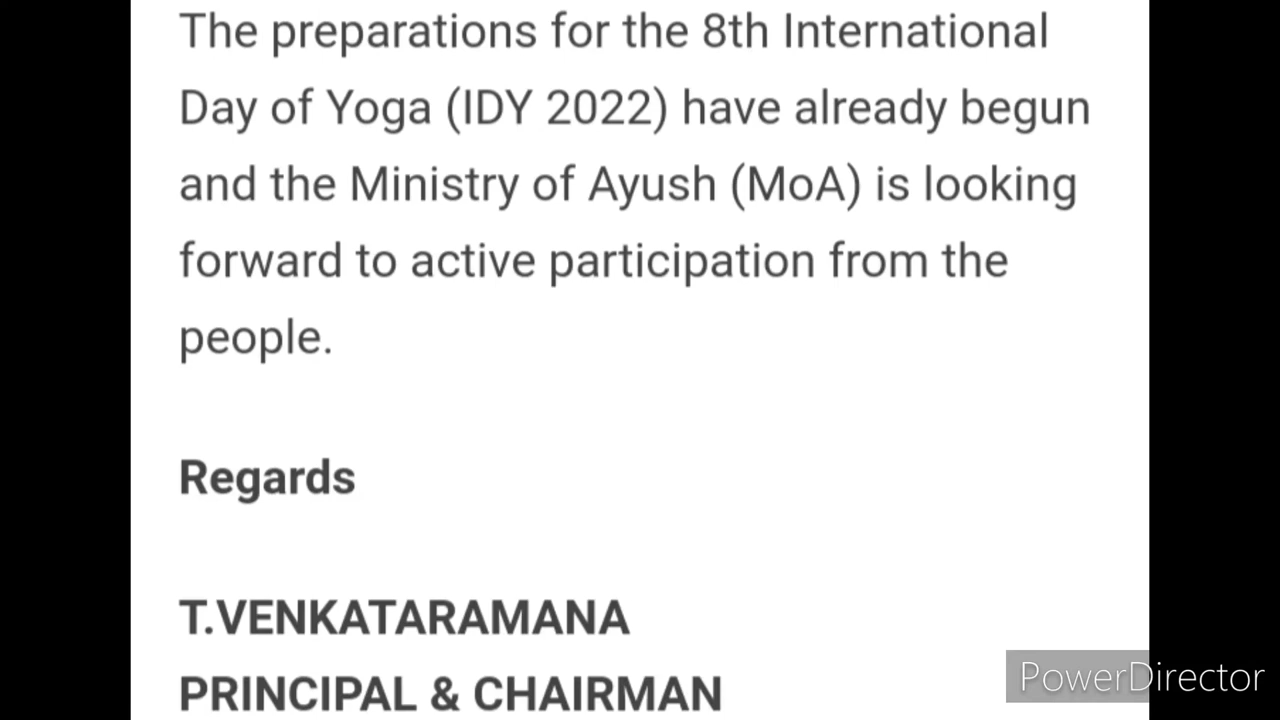 The preparations for the 8th International
Day of Yoga (IDY 2022) have already begun
and the Ministry of Ayush (MoA) is looking
forward to active participation from the
people.
Regards
T.VENKATARAMANA
PRINCIPAL & CHAIRMAN
PowerDirector